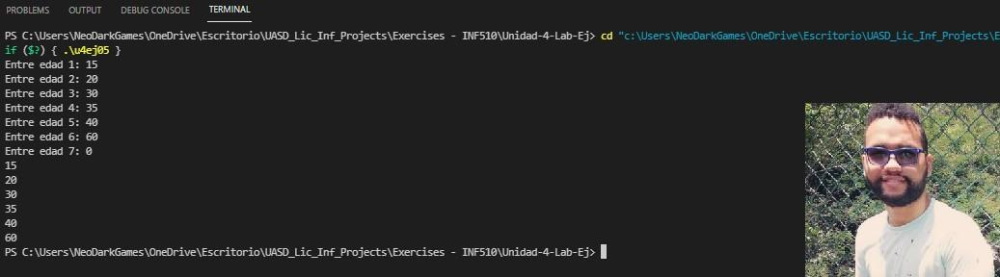 PROBLEMS OUTPUT DEBUG CONSOLE TERMINAL
PS C:\Users\NeoDarkGames\OneDrive\Escritorio\UASD_Lic_Inf_Projects\Exercises - INF510\Unidad-4-Lab-Ej> cd "c:\Users\NeoDarkGames\OneDrive\Escritorio\UASD_Lic_Inf_Projects\E
if ($?) { .\u4ej05 }
Entre edad 1: 15
Entre edad 2: 20
Entre edad 3: 30
Entre edad 4: 35
Entre edad 5: 40
Entre edad 6: 60
Entre edad 7: 0
15
20
30
35
40
60
PS C:\Users\NeoDarkGames\OneDrive\Escritorio\UASD_Lic_Inf_Projects\Exercises - INF510\Unidad-4-Lab-Ej>